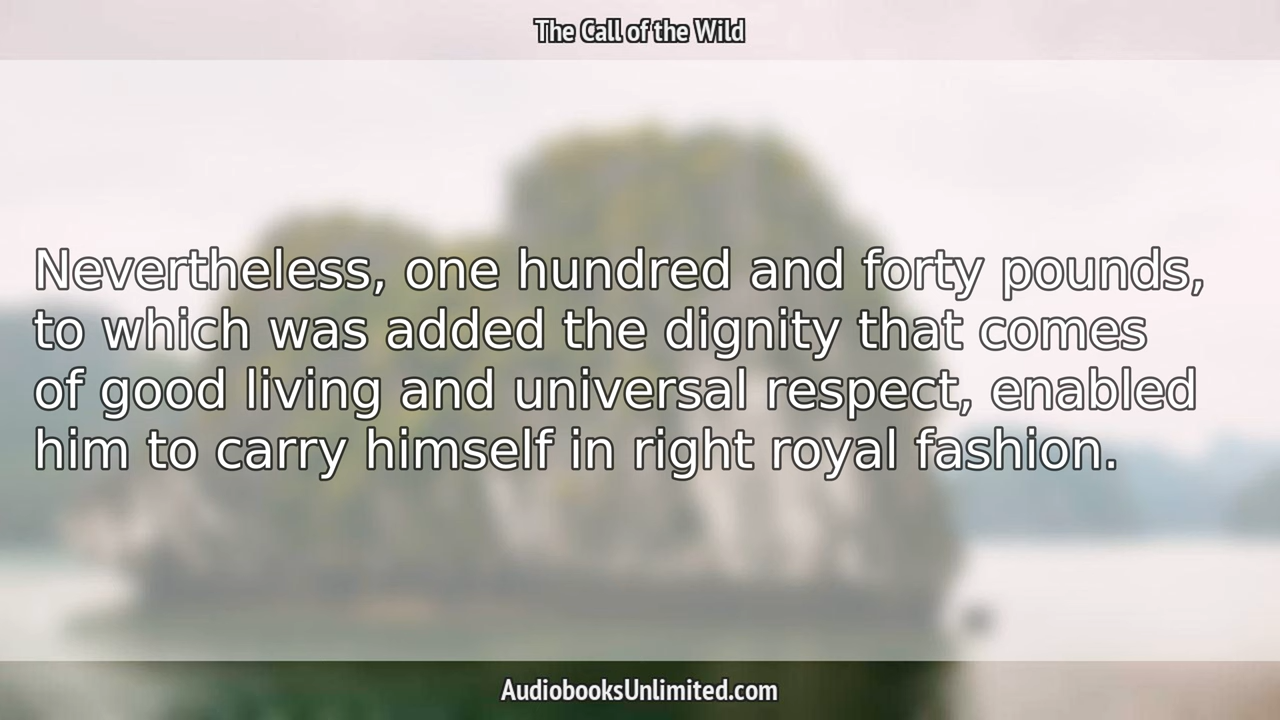 The Call of the Wild
Nevertheless, one hundred and forty pounds,
to which was added the dignity that comes
of good living and universal respect, enabled
him to carry himself in right royal fashion.
AudiobooksUnlimited.com